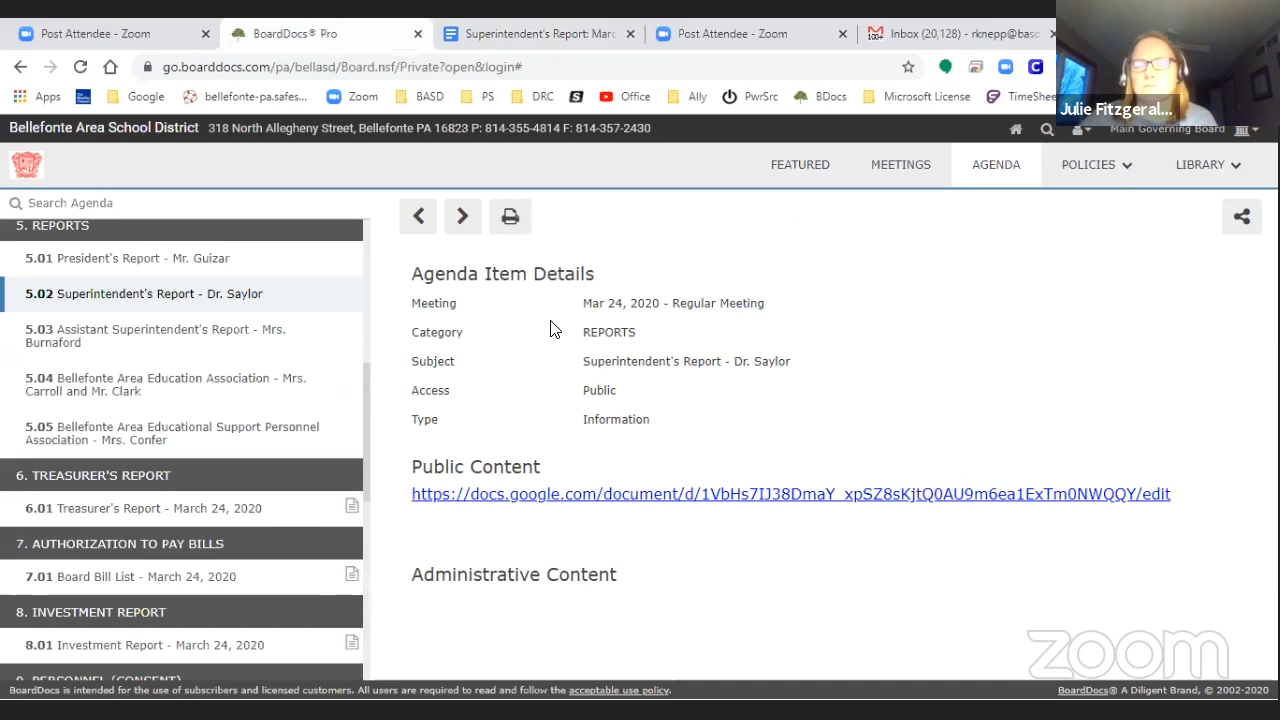 Post Attendee - Zoom
BoardDocs® Pro
Superintendent's Report: Marc
Post Attendee - Zoom
Inbox (20,128) - rknepp@basd
go.boarddocs.com/pa/bellasd/Board.nsf/Private?open&login#
Apps
Google
bellefonte-pa.safes...
Zoom
BASD
PS
DRC
Office
Ally
PwrSrc
BDocs
Microsoft License
TimeShee
Julie Fitzgeral...
Bellefonte Area School District 318 North Allegheny Street, Bellefonte PA 16823 P: 814-355-4814 F: 814-357-2430
Main Governing Board
FEATURED
MEETINGS
AGENDA
POLICIES
LIBRARY
Search Agenda
5. REPORTS
5.01 President's Report - Mr. Guizar
5.02 Superintendent's Report - Dr. Saylor
5.03 Assistant Superintendent's Report - Mrs.
Burnaford
5.04 Bellefonte Area Education Association - Mrs.
Carroll and Mr. Clark
5.05 Bellefonte Area Educational Support Personnel
Association - Mrs. Confer
6. TREASURER'S REPORT
6.01 Treasurer's Report - March 24, 2020
7. AUTHORIZATION TO PAY BILLS
7.01 Board Bill List - March 24, 2020
8. INVESTMENT REPORT
8.01 Investment Report - March 24, 2020
9. PERSONNEL (CONSENT)
Agenda Item Details
Meeting Mar 24, 2020 - Regular Meeting
Category REPORTS
Subject Superintendent's Report - Dr. Saylor
Access Public
Type Information
Public Content
https://docs.google.com/document/d/1VbHs7IJ38DmaY_xpSZ8sKjtQ0AU9m6ea1ExTm0NWQQY/edit
Administrative Content
zoom
BoardDocs is intended for the use of subscribers and licensed customers. All users are required to read and follow the acceptable use policy.
BoardDocs® A Diligent Brand, © 2002-2020